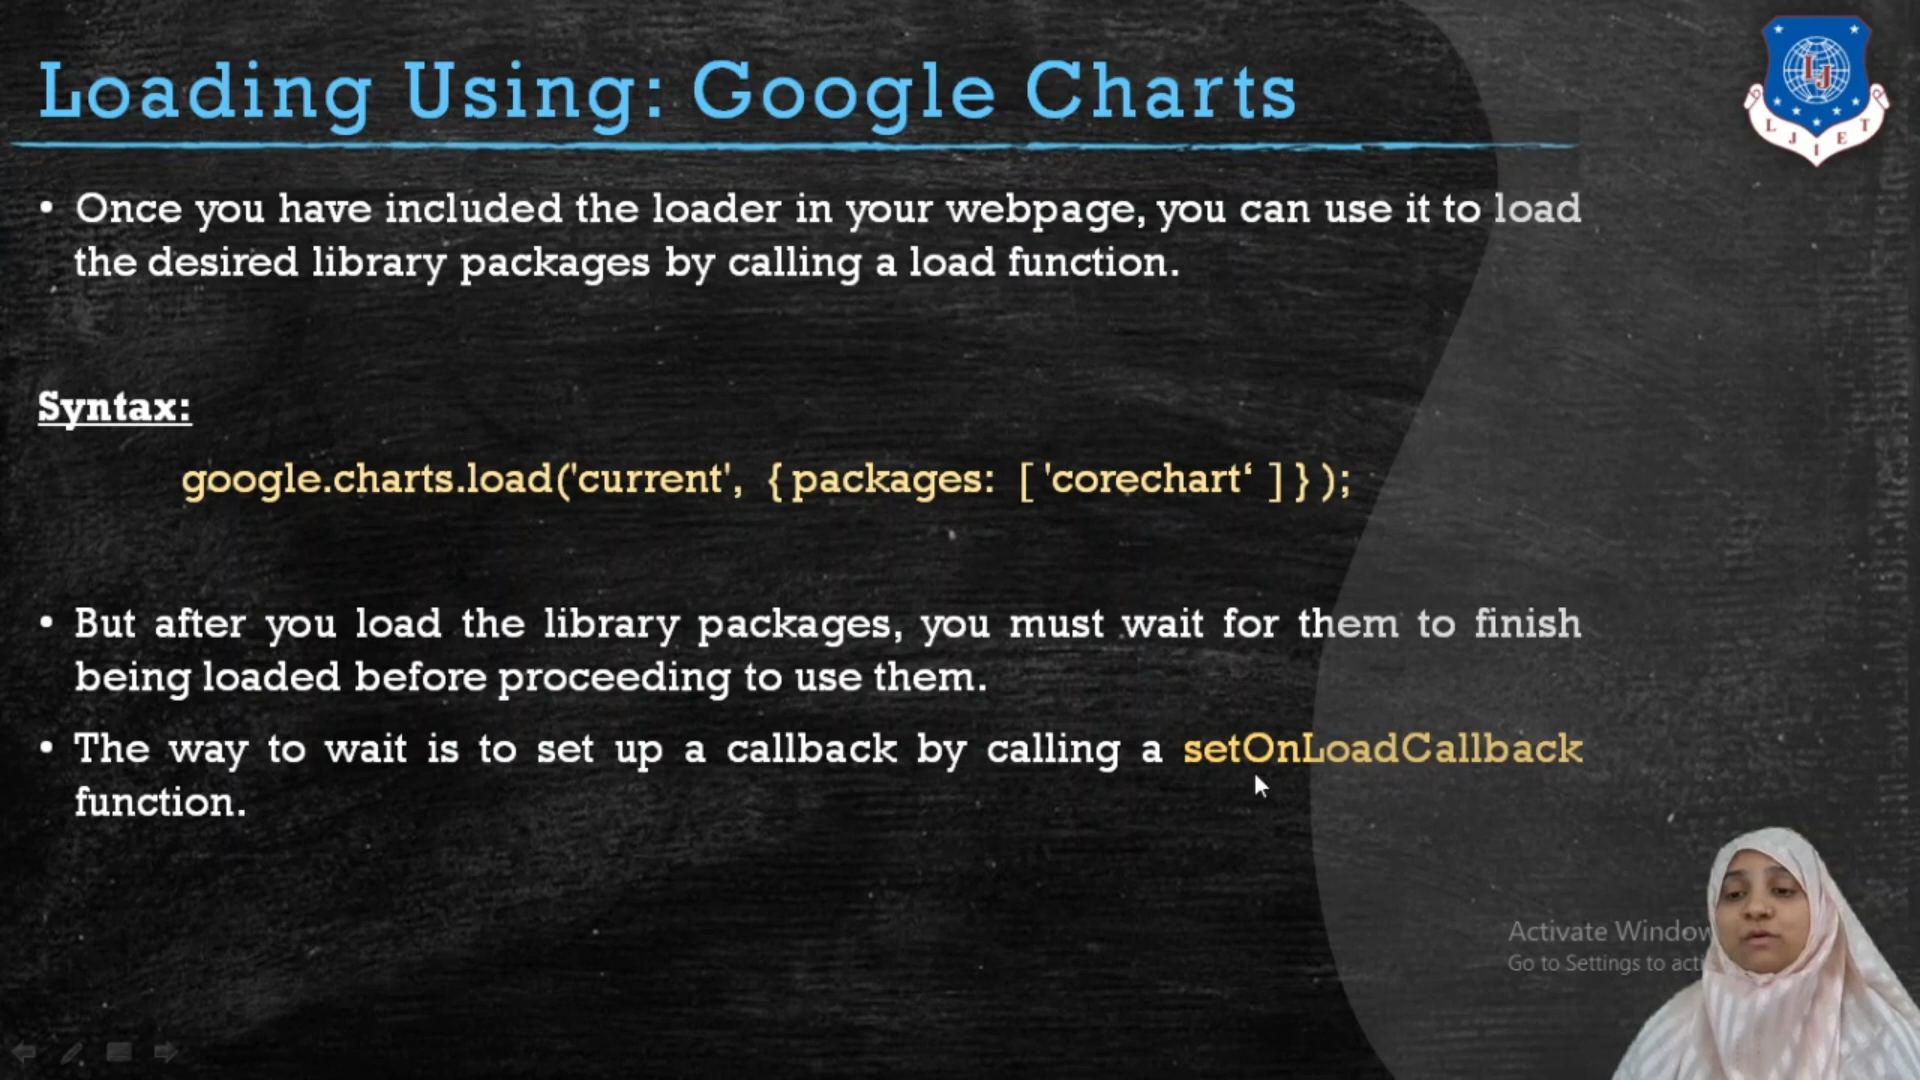 Loading Using: Google Charts
L J I E T
• Once you have included the loader in your webpage, you can use it to load
the desired library packages by calling a load function.
Syntax:
google.charts.load('current', { packages: [ 'corechart‘ ] } );
• But after you load the library packages, you must wait for them to finish
being loaded before proceeding to use them.
• The way to wait is to set up a callback by calling a setOnLoadCallback
function.
Activate Window
Go to Settings to acti